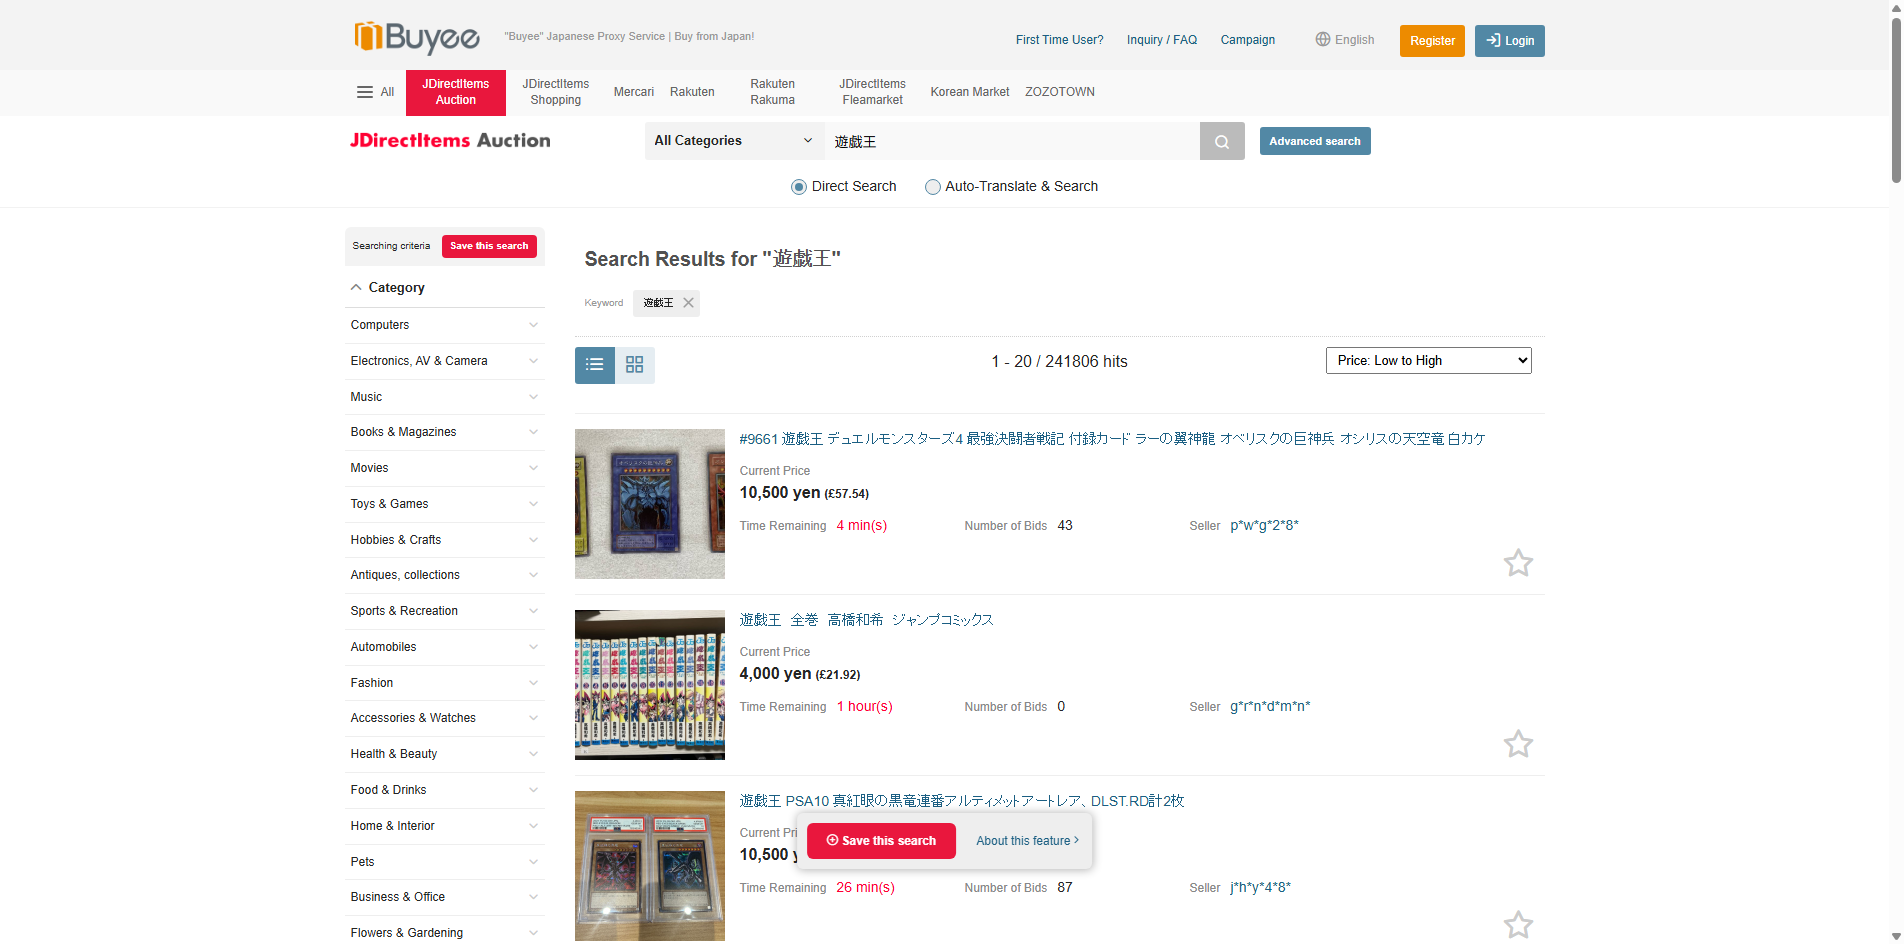 Buyee
"Buyee" Japanese Proxy Service | Buy from Japan!
First Time User?
Inquiry / FAQ
Campaign
English
Register
Login
All
JDirectItems
Auction
JDirectItems
Shopping
Mercari
Rakuten
Rakuten
Rakuma
JDirectItems
Fleamarket
Korean Market
ZOZOTOWN
JDirectItems Auction
All Categories
遊戯王
Advanced search
Direct Search
Auto-Translate & Search
Searching criteria
Save this search
Category
Computers
Electronics, AV & Camera
Music
Books & Magazines
Movies
Toys & Games
Hobbies & Crafts
Antiques, collections
Sports & Recreation
Automobiles
Fashion
Accessories & Watches
Health & Beauty
Food & Drinks
Home & Interior
Pets
Business & Office
Flowers & Gardening
Search Results for "遊戯王"
Keyword
遊戯王
1 - 20 / 241806 hits
Price: Low to High
#9661 遊戯王 デュエルモンスターズ4 最強決闘者戦記 付録カード ラーの翼神龍 オベリスクの巨神兵 オシリスの天空竜 白カケ
Current Price
10,500 yen (£57.54)
Time Remaining 4 min(s)
Number of Bids 43
Seller p*w*g*2*8*
遊戯王 全巻 高橋和希 ジャンプコミックス
Current Price
4,000 yen (£21.92)
Time Remaining 1 hour(s)
Number of Bids 0
Seller g*r*n*d*m*n*
遊戯王 PSA10 真紅眼の黒竜連番アルティメットアートレア、DLST.RD計2枚
Current Pri
10,500 y
Save this search
About this feature
Time Remaining 26 min(s)
Number of Bids 87
Seller j*h*y*4*8*